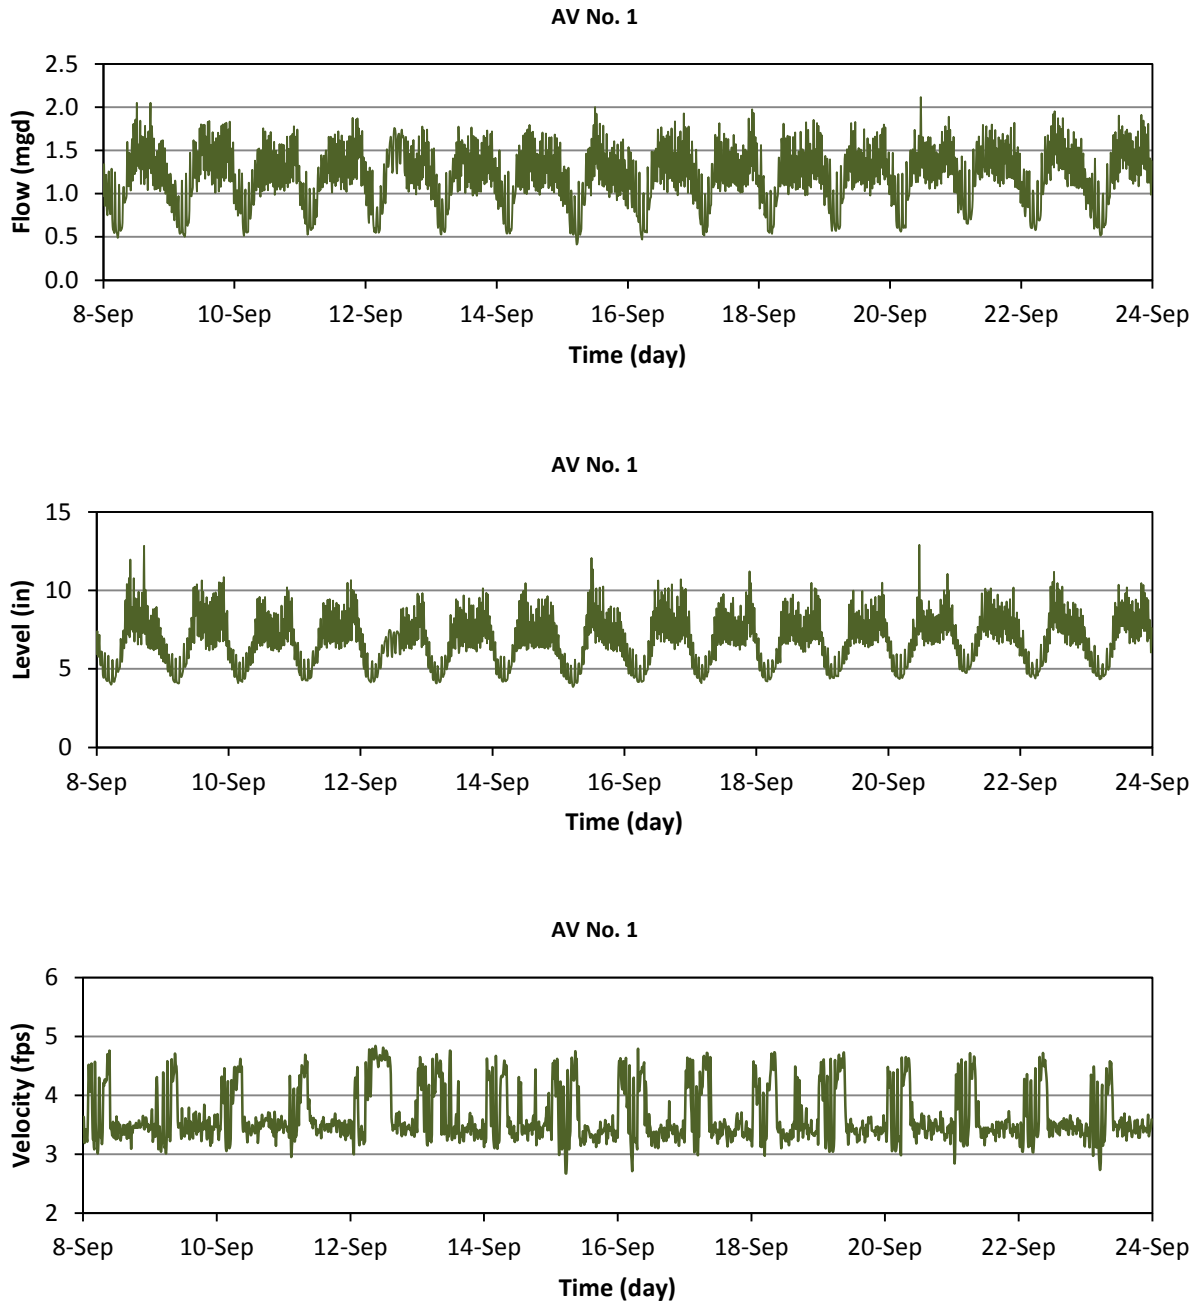 AV No. 1
2.5
2.0
1.5
1.0
0.5
0.0
Flow (mgd)
8-Sep 10-Sep 12-Sep 14-Sep 16-Sep 18-Sep 20-Sep 22-Sep 24-Sep
Time (day)
AV No. 1
15
10
5
0
Level (in)
8-Sep 10-Sep 12-Sep 14-Sep 16-Sep 18-Sep 20-Sep 22-Sep 24-Sep
Time (day)
AV No. 1
6
5
4
3
2
Velocity (fps)
8-Sep 10-Sep 12-Sep 14-Sep 16-Sep 18-Sep 20-Sep 22-Sep 24-Sep
Time (day)